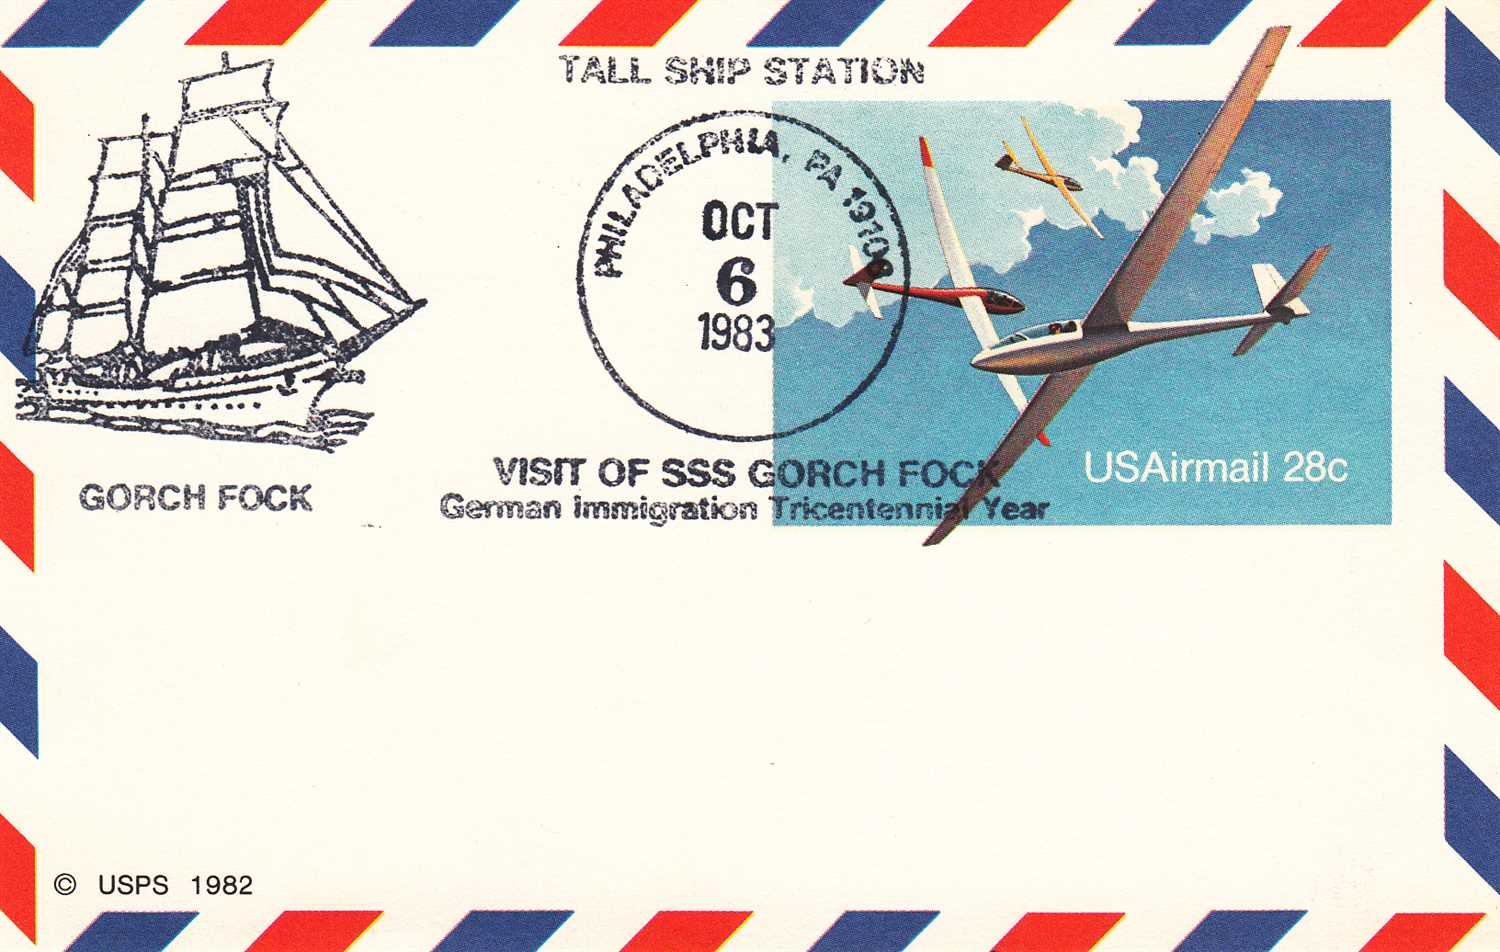 TALL SHIP STATION
PHILADELPHIA, PA 19106
OCT
6
1983
VISIT OF SSS GORCH FOCK
German Immigration Tricentennial Year
GORCH FOCK
USAirmail 28c
© USPS 1982